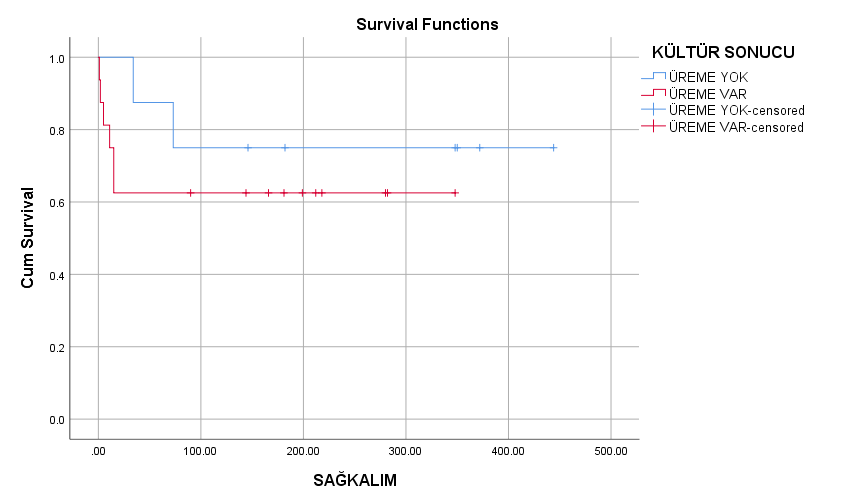 Survival Functions
KÜLTÜR SONUCU
ÜREME YOK
ÜREME VAR
ÜREME YOK-censored
ÜREME VAR-censored
Cum Survival
1.0
0.8
0.6
0.4
0.2
0.0
.00 100.00 200.00 300.00 400.00 500.00
SAĞKALIM